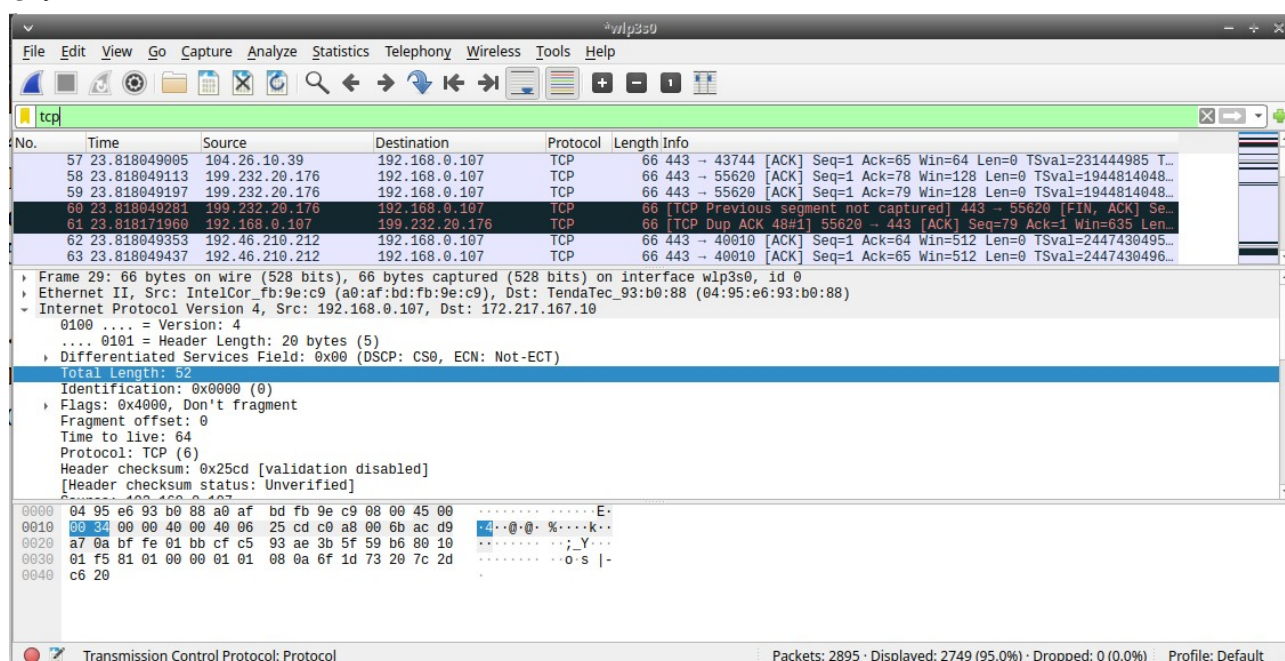 *wlp3s0
File Edit View Go Capture Analyze Statistics Telephony Wireless Tools Help
tcp
No. Time Source Destination Protocol Length Info
57 23.818049005 104.26.10.39 192.168.0.107 TCP 66 443 → 43744 [ACK] Seq=1 Ack=65 Win=64 Len=0 TSval=231444985 T…
58 23.818049113 199.232.20.176 192.168.0.107 TCP 66 443 → 55620 [ACK] Seq=1 Ack=78 Win=128 Len=0 TSval=1944814048…
59 23.818049197 199.232.20.176 192.168.0.107 TCP 66 443 → 55620 [ACK] Seq=1 Ack=79 Win=128 Len=0 TSval=1944814048…
60 23.818049281 199.232.20.176 192.168.0.107 TCP 66 [TCP Previous segment not captured] 443 → 55620 [FIN, ACK] Se…
61 23.818171960 192.168.0.107 199.232.20.176 TCP 66 [TCP Dup ACK 48#1] 55620 → 443 [ACK] Seq=79 Ack=1 Win=635 Len…
62 23.818049353 192.46.210.212 192.168.0.107 TCP 66 443 → 40010 [ACK] Seq=1 Ack=64 Win=512 Len=0 TSval=2447430495…
63 23.818049437 192.46.210.212 192.168.0.107 TCP 66 443 → 40010 [ACK] Seq=1 Ack=65 Win=512 Len=0 TSval=2447430496…
Frame 29: 66 bytes on wire (528 bits), 66 bytes captured (528 bits) on interface wlp3s0, id 0
Ethernet II, Src: IntelCor_fb:9e:c9 (a0:af:bd:fb:9e:c9), Dst: TendaTec_93:b0:88 (04:95:e6:93:b0:88)
Internet Protocol Version 4, Src: 192.168.0.107, Dst: 172.217.167.10
0100 .... = Version: 4
.... 0101 = Header Length: 20 bytes (5)
Differentiated Services Field: 0x00 (DSCP: CS0, ECN: Not-ECT)
Total Length: 52
Identification: 0x0000 (0)
Flags: 0x4000, Don't fragment
Fragment offset: 0
Time to live: 64
Protocol: TCP (6)
Header checksum: 0x25cd [validation disabled]
[Header checksum status: Unverified]
Source: 192.168.0.107
0000 04 95 e6 93 b0 88 a0 af bd fb 9e c9 08 00 45 00 ········ ······E·
0010 00 34 00 00 40 00 40 06 25 cd c0 a8 00 6b ac d9 ·4··@·@· %····k··
0020 a7 0a bf fe 01 bb cf c5 93 ae 3b 5f 59 b6 80 10 ········ ··;_Y···
0030 01 f5 81 01 00 00 01 01 08 0a 6f 1d 73 20 7c 2d ········ ··o·s |-
0040 c6 20 ·
Transmission Control Protocol: Protocol Packets: 2895 · Displayed: 2749 (95.0%) · Dropped: 0 (0.0%) Profile: Default